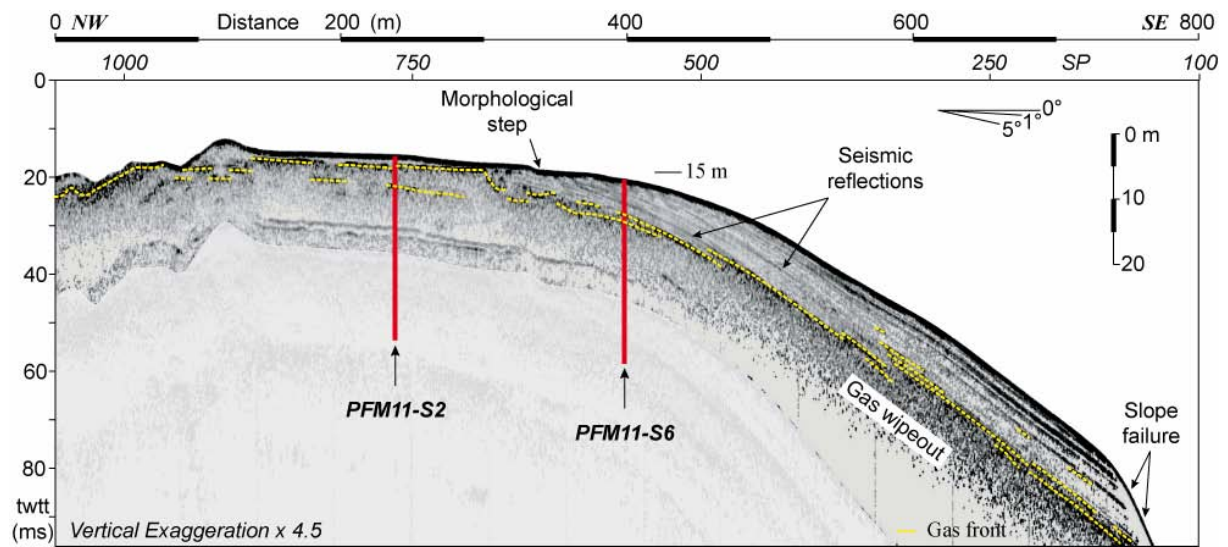 0 NW Distance 200 (m) 400 600 SE 800
1000 750 500 250 SP 100
0
20
40
60
80
twtt
(ms)
Morphological
step
15 m
Seismic
reflections
0°
1°
5°
0 m
10
20
PFM11-S2
PFM11-S6
Gas wipeout
Slope
failure
Vertical Exaggeration x 4.5
Gas front